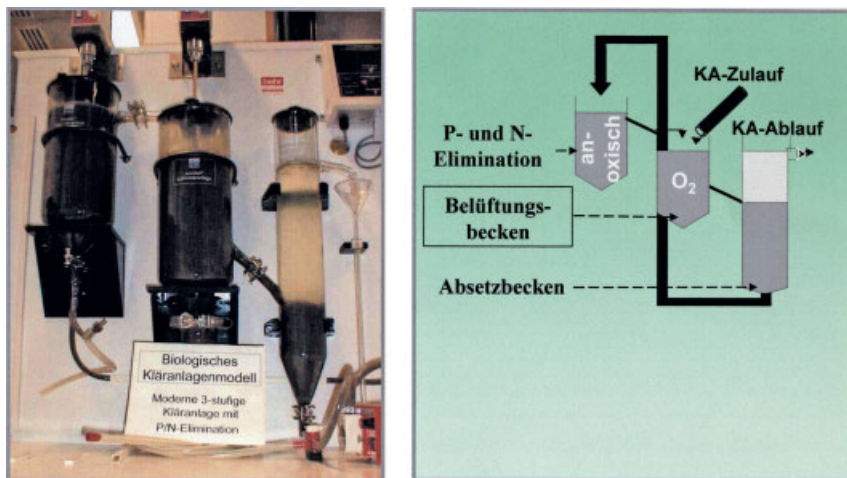 Biologisches
Kläranlagenmodell
Moderne 3-stufige
Kläranlage mit
P/N-Elimination
KA-Zulauf
KA-Ablauf
P- und N-
Elimination
an-
oxisch
O₂
Belüftungs-
becken
Absetzbecken